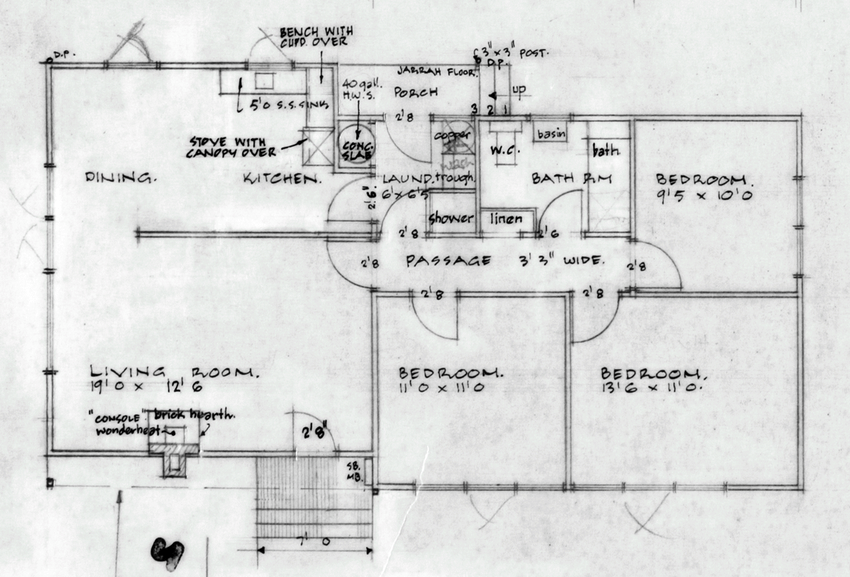 BENCH WITH
CUPD. OVER
D.P.
3" x 3" POST.
D.P.
JARRAH FLOOR.
PORCH
UP
3 2 1
40 gall.
H.W.S.
5'0 S.S. SINK
2'8
STOVE WITH
CANOPY OVER
CONC.
SLAB
copper
W.C.
basin
bath
DINING.
KITCHEN.
LAUND.
6' x 6'5
trough.
BATH RM
BEDROOM.
9'5 x 10'0
2'6"
shower
linen
2'8
2'6
2'8
PASSAGE 3'3" WIDE.
2'8
2'8
2'8
LIVING ROOM.
19'0 x 12'6
BEDROOM.
11'0 x 11'0
BEDROOM.
13'6 x 11'0.
"CONSOLE"
wonderheat
brick hearth.
2'8"
SB.
MB.
7' 0